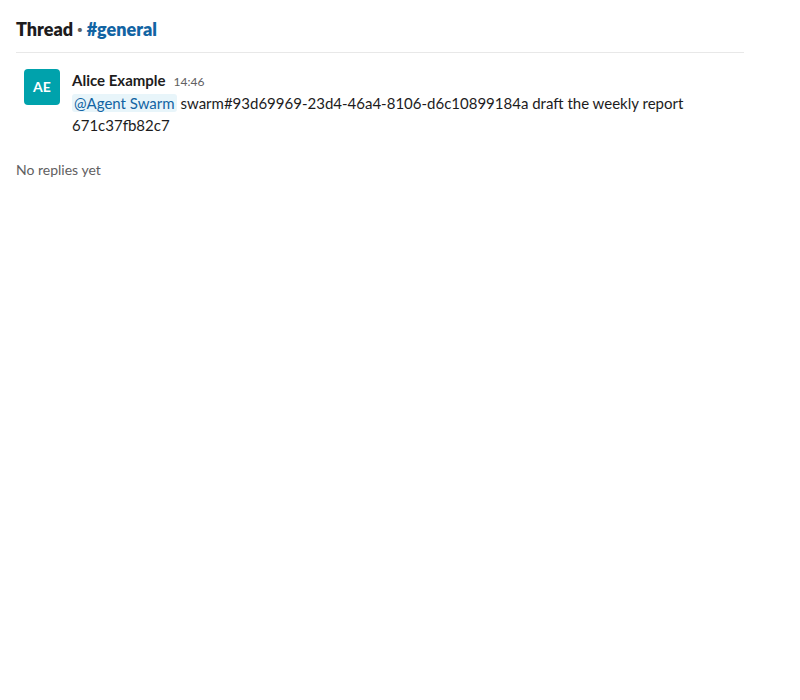 Thread • #general
AE
Alice Example 14:46
@Agent Swarm swarm#93d69969-23d4-46a4-8106-d6c10899184a draft the weekly report
671c37fb82c7
No replies yet